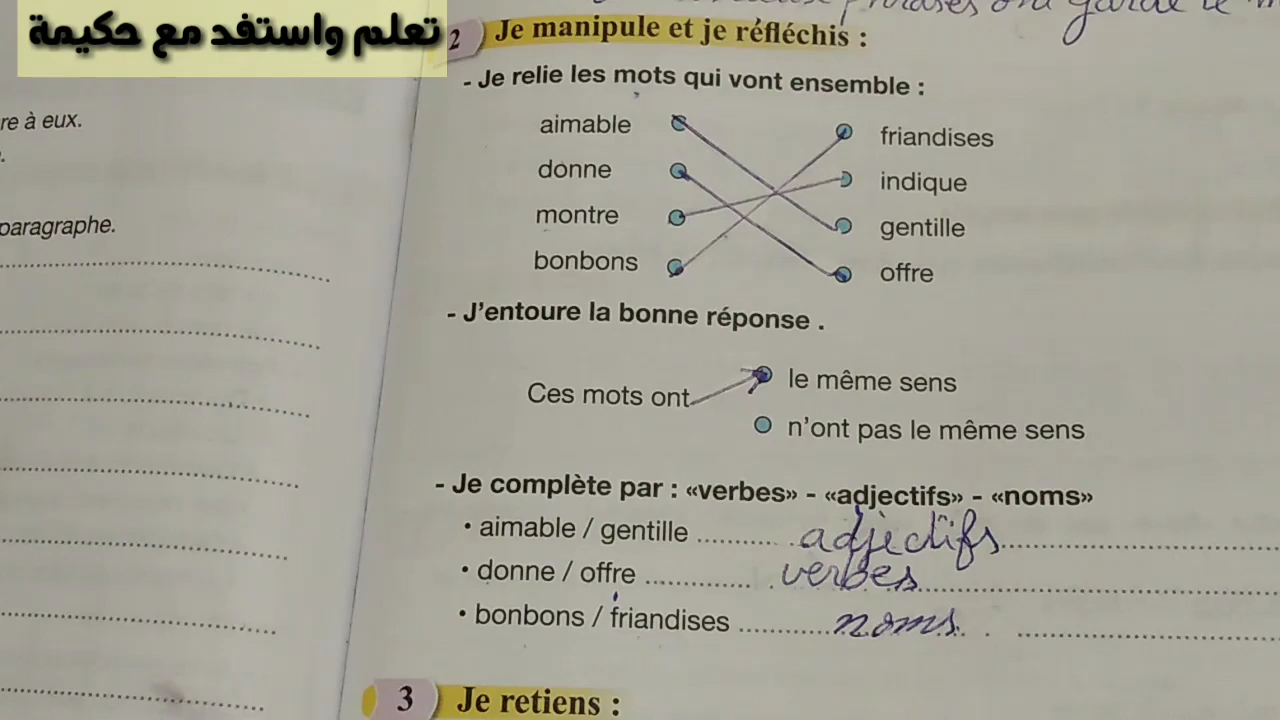 تعلم واستفد مع حكيمة
re à eux.
paragraphe.
2 Je manipule et je réfléchis :
- Je relie les mots qui vont ensemble :
aimable friandises
donne indique
montre gentille
bonbons offre
- J'entoure la bonne réponse .
Ces mots ont le même sens
n'ont pas le même sens
- Je complète par : «verbes» - «adjectifs» - «noms»
• aimable / gentille .......... adjectifs
• donne / offre ............ verbes
• bonbons / friandises .......... noms
3 Je retiens :